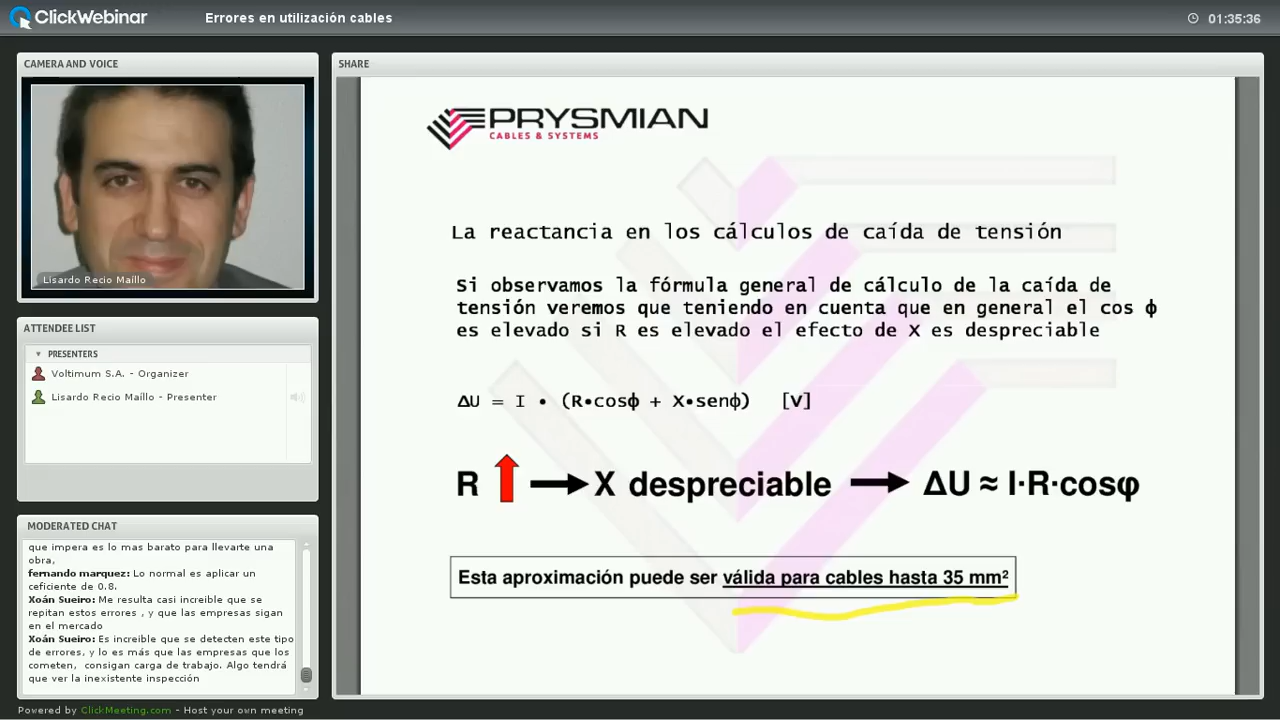 ClickWebinar
Errores en utilización cables
01:35:36
CAMERA AND VOICE
Lisardo Recio Maíllo
ATTENDEE LIST
PRESENTERS
Voltimum S.A. - Organizer
Lisardo Recio Maíllo - Presenter
MODERATED CHAT
que impera es lo mas barato para llevarte una
obra,
fernando marquez: Lo normal es aplicar un
ceficiente de 0.8.
Xoán Sueiro: Me resulta casi increible que se
repitan estos errores , y que las empresas sigan
en el mercado
Xoán Sueiro: Es increible que se detecten este tipo
de errores, y lo es más que las empresas que los
cometen, consigan carga de trabajo. Algo tendrá
que ver la inexistente inspección
Powered by ClickMeeting.com - Host your own meeting
SHARE
PRYSMIAN
CABLES & SYSTEMS
La reactancia en los cálculos de caída de tensión
Si observamos la fórmula general de cálculo de la caída de
tensión veremos que teniendo en cuenta que en general el cos ϕ
es elevado si R es elevado el efecto de X es despreciable
ΔU = I • (R•cosϕ + X•senϕ) [V]
R → X despreciable → ΔU ≈ I·R·cosφ
Esta aproximación puede ser válida para cables hasta 35 mm²